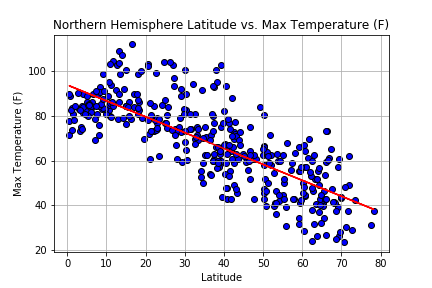 Northern Hemisphere Latitude vs. Max Temperature (F)
100
80
60
40
20
Max Temperature (F)
0 10 20 30 40 50 60 70 80
Latitude